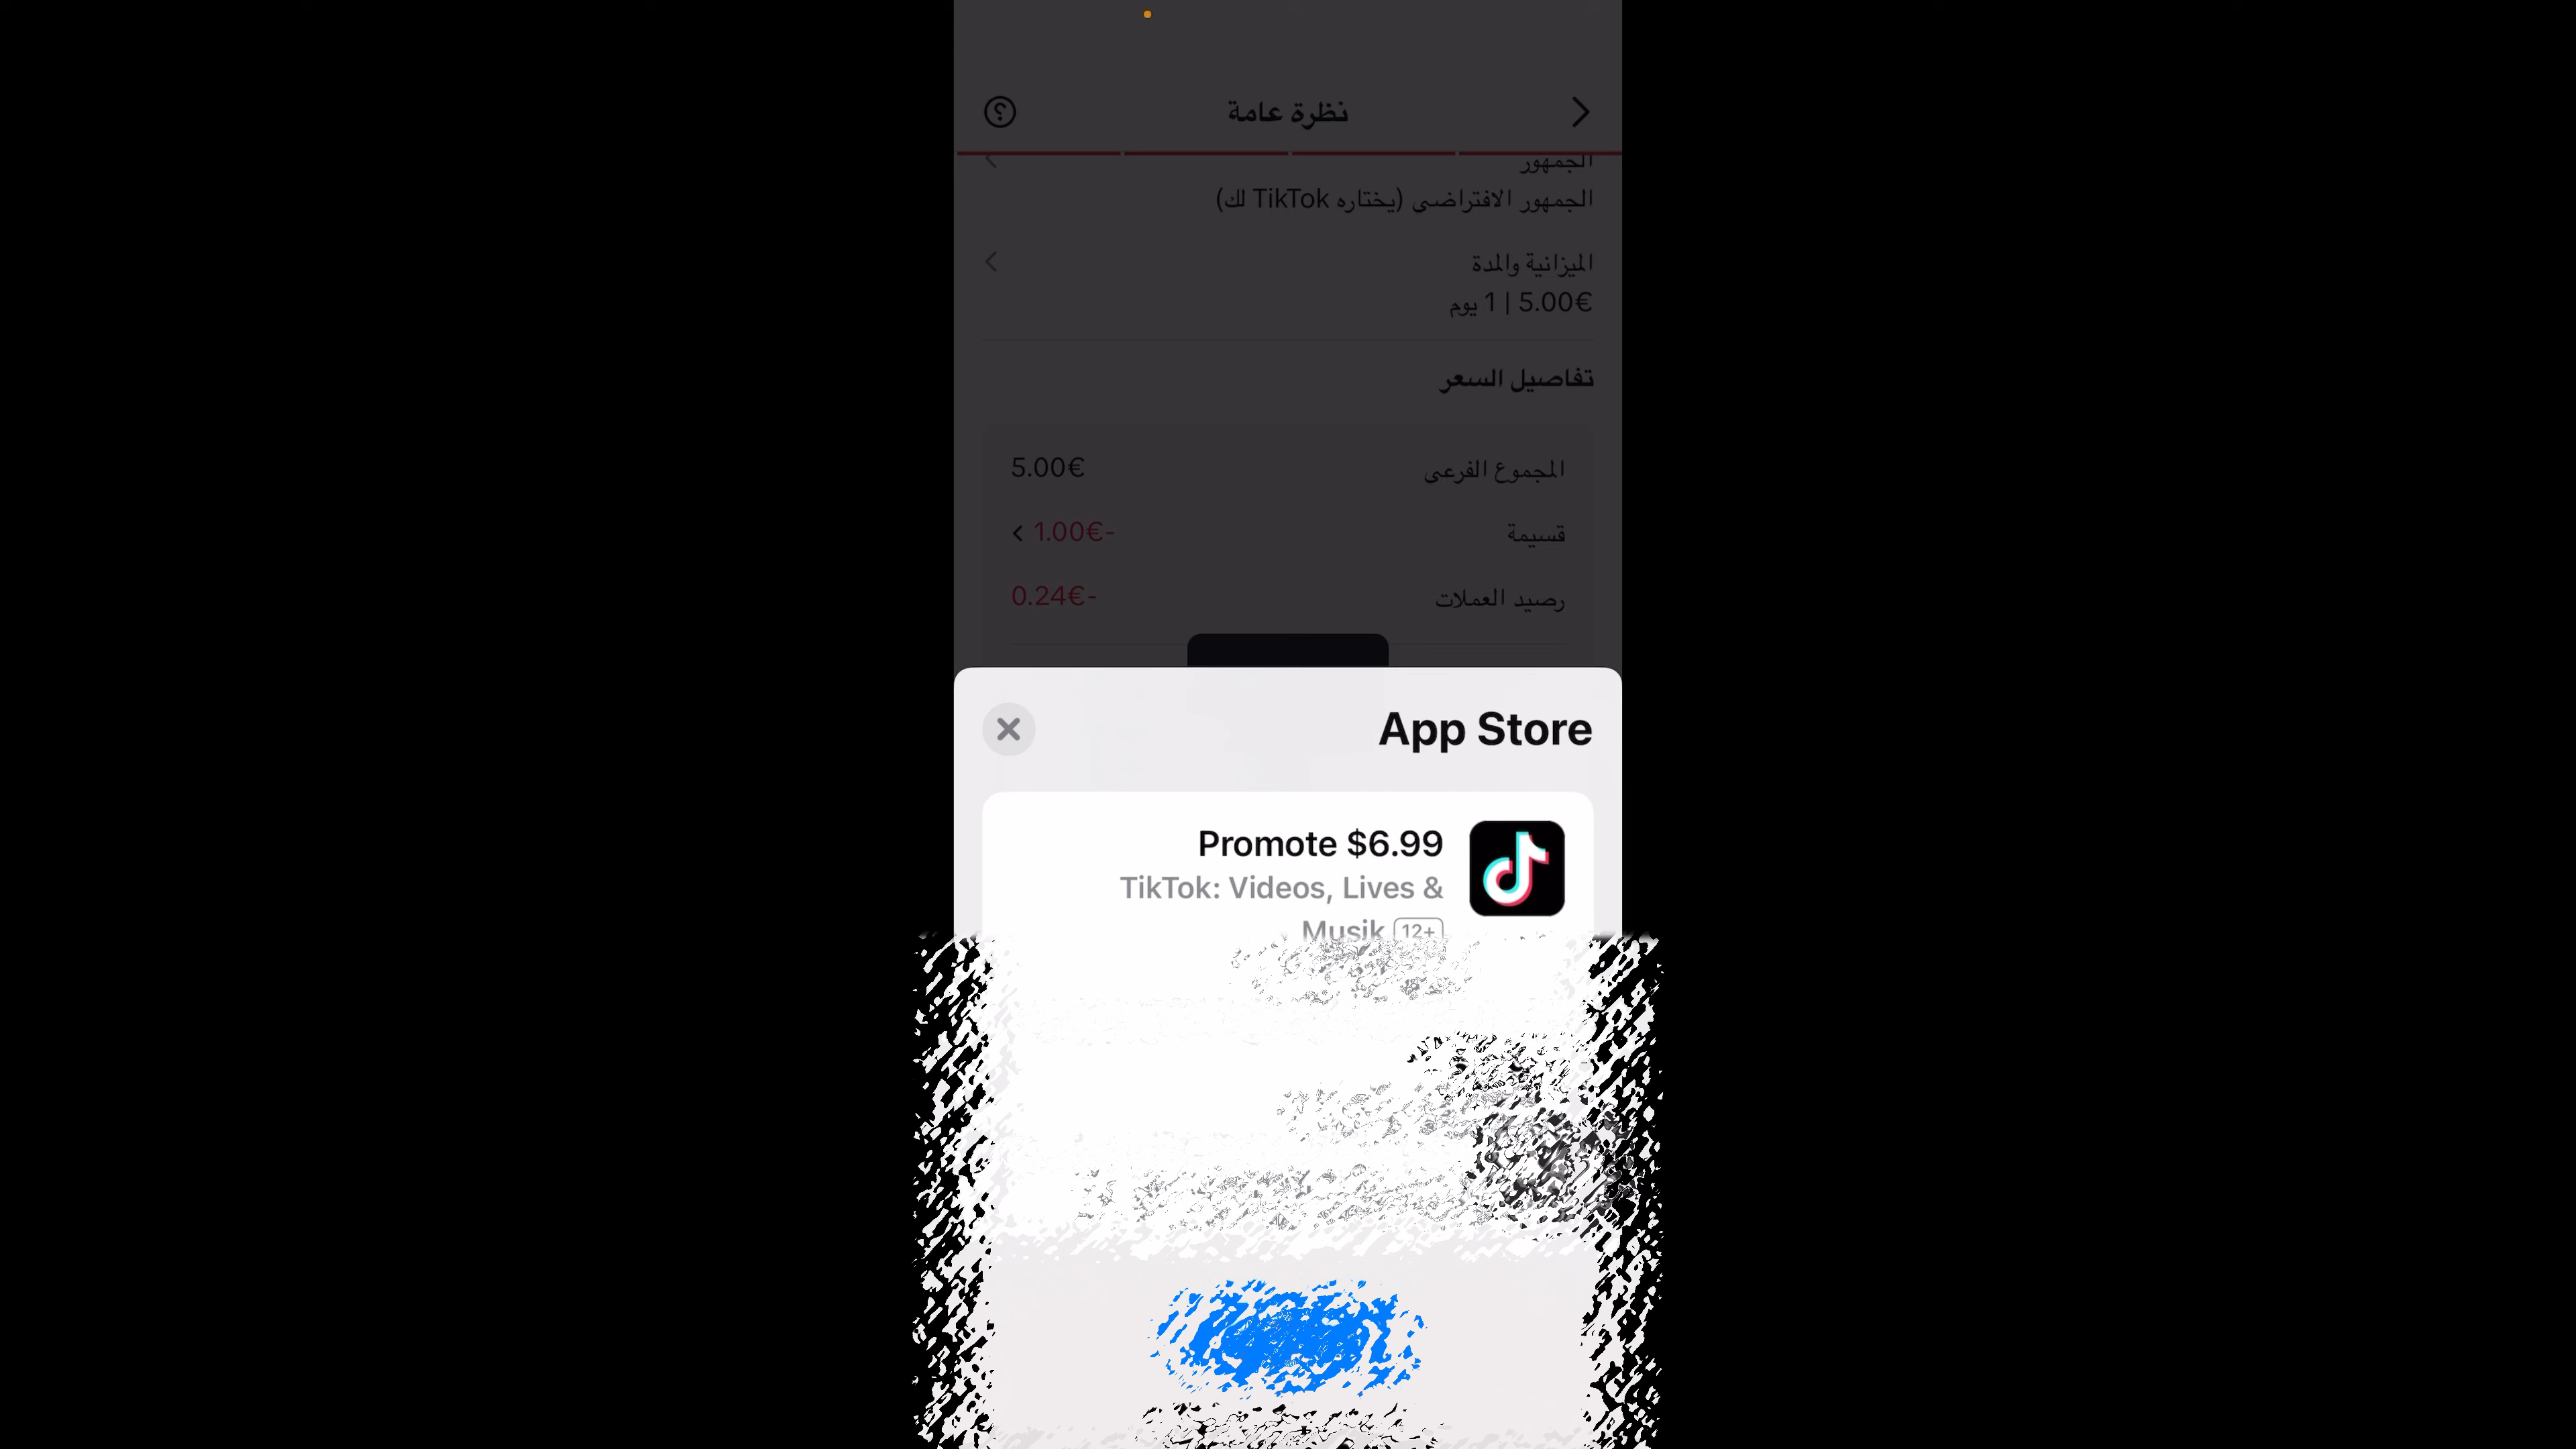 نظرة عامة
الجمهور
الجمهور الافتراضي (يختاره TikTok لك)
الميزانية والمدة
5.00€ | 1 يوم
تفاصيل السعر
المجموع الفرعي 5.00€
قسيمة -1.00€
رصيد العملات -0.24€
App Store
Promote $6.99
TikTok: Videos, Lives &
Musik 12+